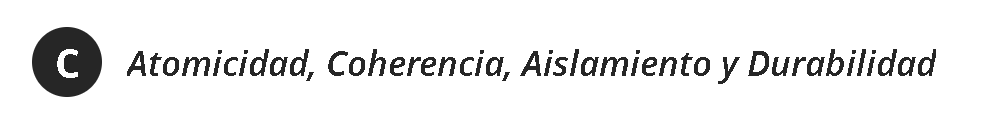 C Atomicidad, Coherencia, Aislamiento y Durabilidad